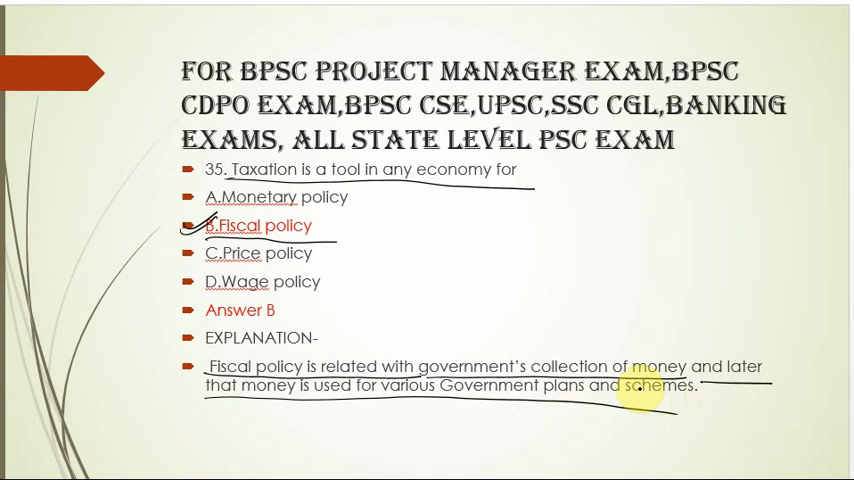 FOR BPSC PROJECT MANAGER EXAM,BPSC
CDPO EXAM,BPSC CSE,UPSC,SSC CGL,BANKING
EXAMS, ALL STATE LEVEL PSC EXAM
35. Taxation is a tool in any economy for
A.Monetary policy
B.Fiscal policy
C.Price policy
D.Wage policy
Answer B
EXPLANATION-
Fiscal policy is related with government's collection of money and later
that money is used for various Government plans and schemes.